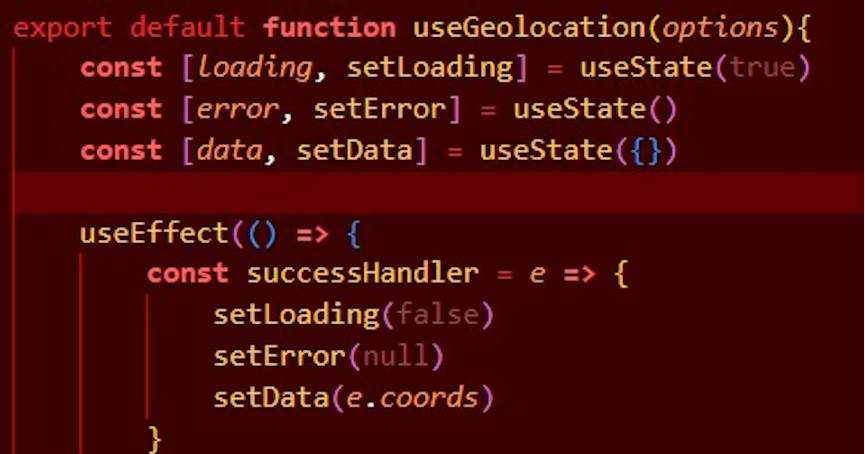 export default function useGeolocation(options){
    const [loading, setLoading] = useState(true)
    const [error, setError] = useState()
    const [data, setData] = useState({})
    useEffect(() => {
        const successHandler = e => {
            setLoading(false)
            setError(null)
            setData(e.coords)
        }